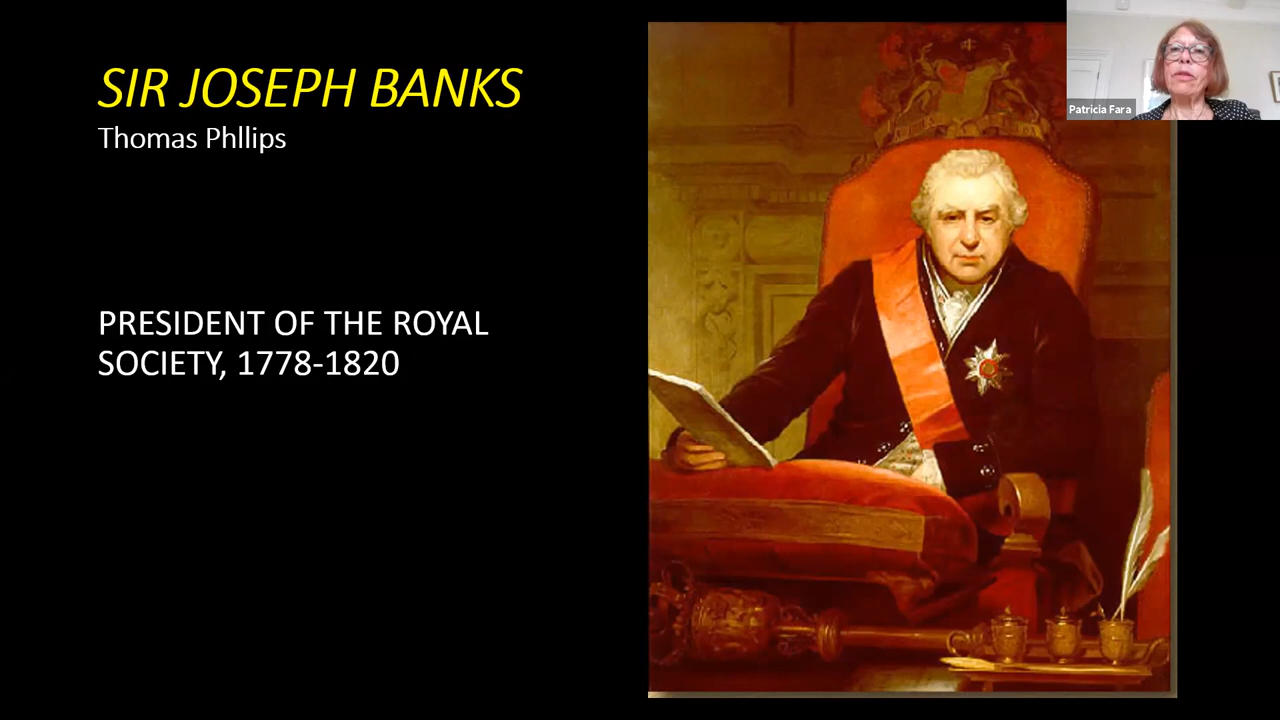 SIR JOSEPH BANKS
Thomas Phllips
PRESIDENT OF THE ROYAL
SOCIETY, 1778-1820
Patricia Fara